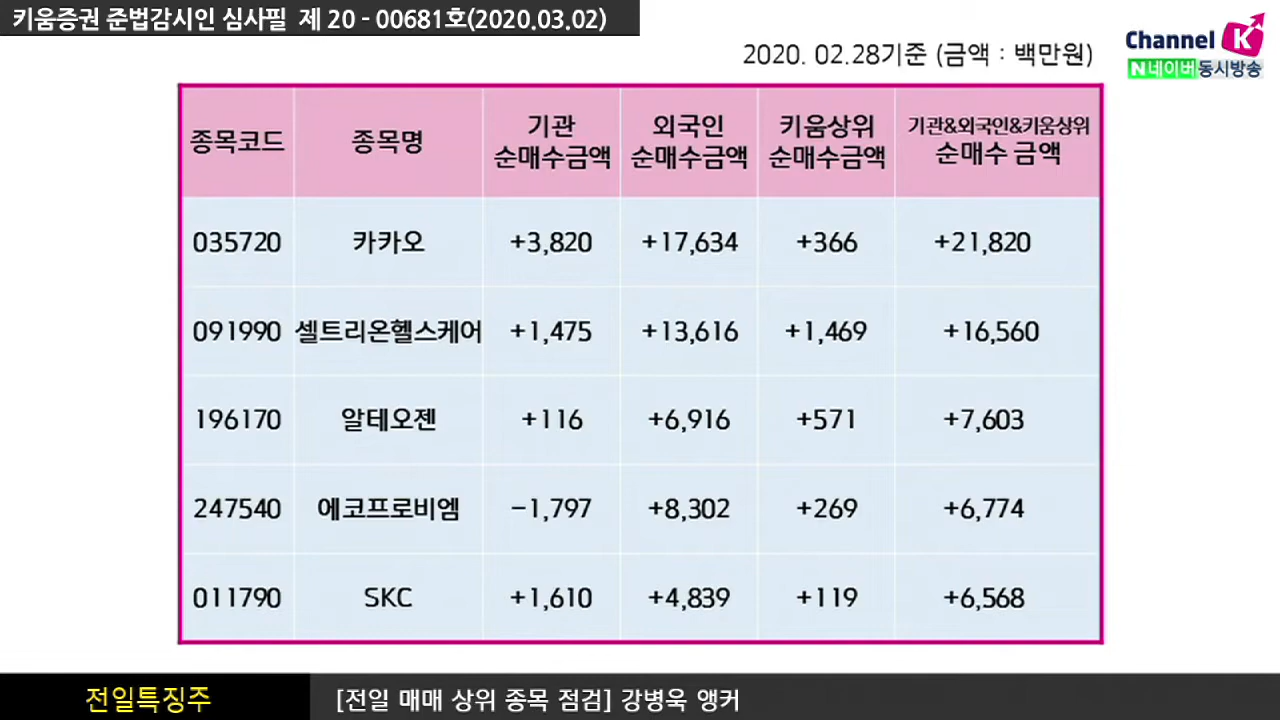 키움증권 준법감시인 심사필 제 20 - 00681호(2020.03.02)
2020. 02.28기준 (금액 : 백만원)
Channel K
N 네이버 동시방송
종목코드 종목명 기관 순매수금액 외국인 순매수금액 키움상위 순매수금액 기관&외국인&키움상위 순매수 금액
035720 카카오 +3,820 +17,634 +366 +21,820
091990 셀트리온헬스케어 +1,475 +13,616 +1,469 +16,560
196170 알테오젠 +116 +6,916 +571 +7,603
247540 에코프로비엠 -1,797 +8,302 +269 +6,774
011790 SKC +1,610 +4,839 +119 +6,568
전일특징주 [전일 매매 상위 종목 점검] 강병욱 앵커